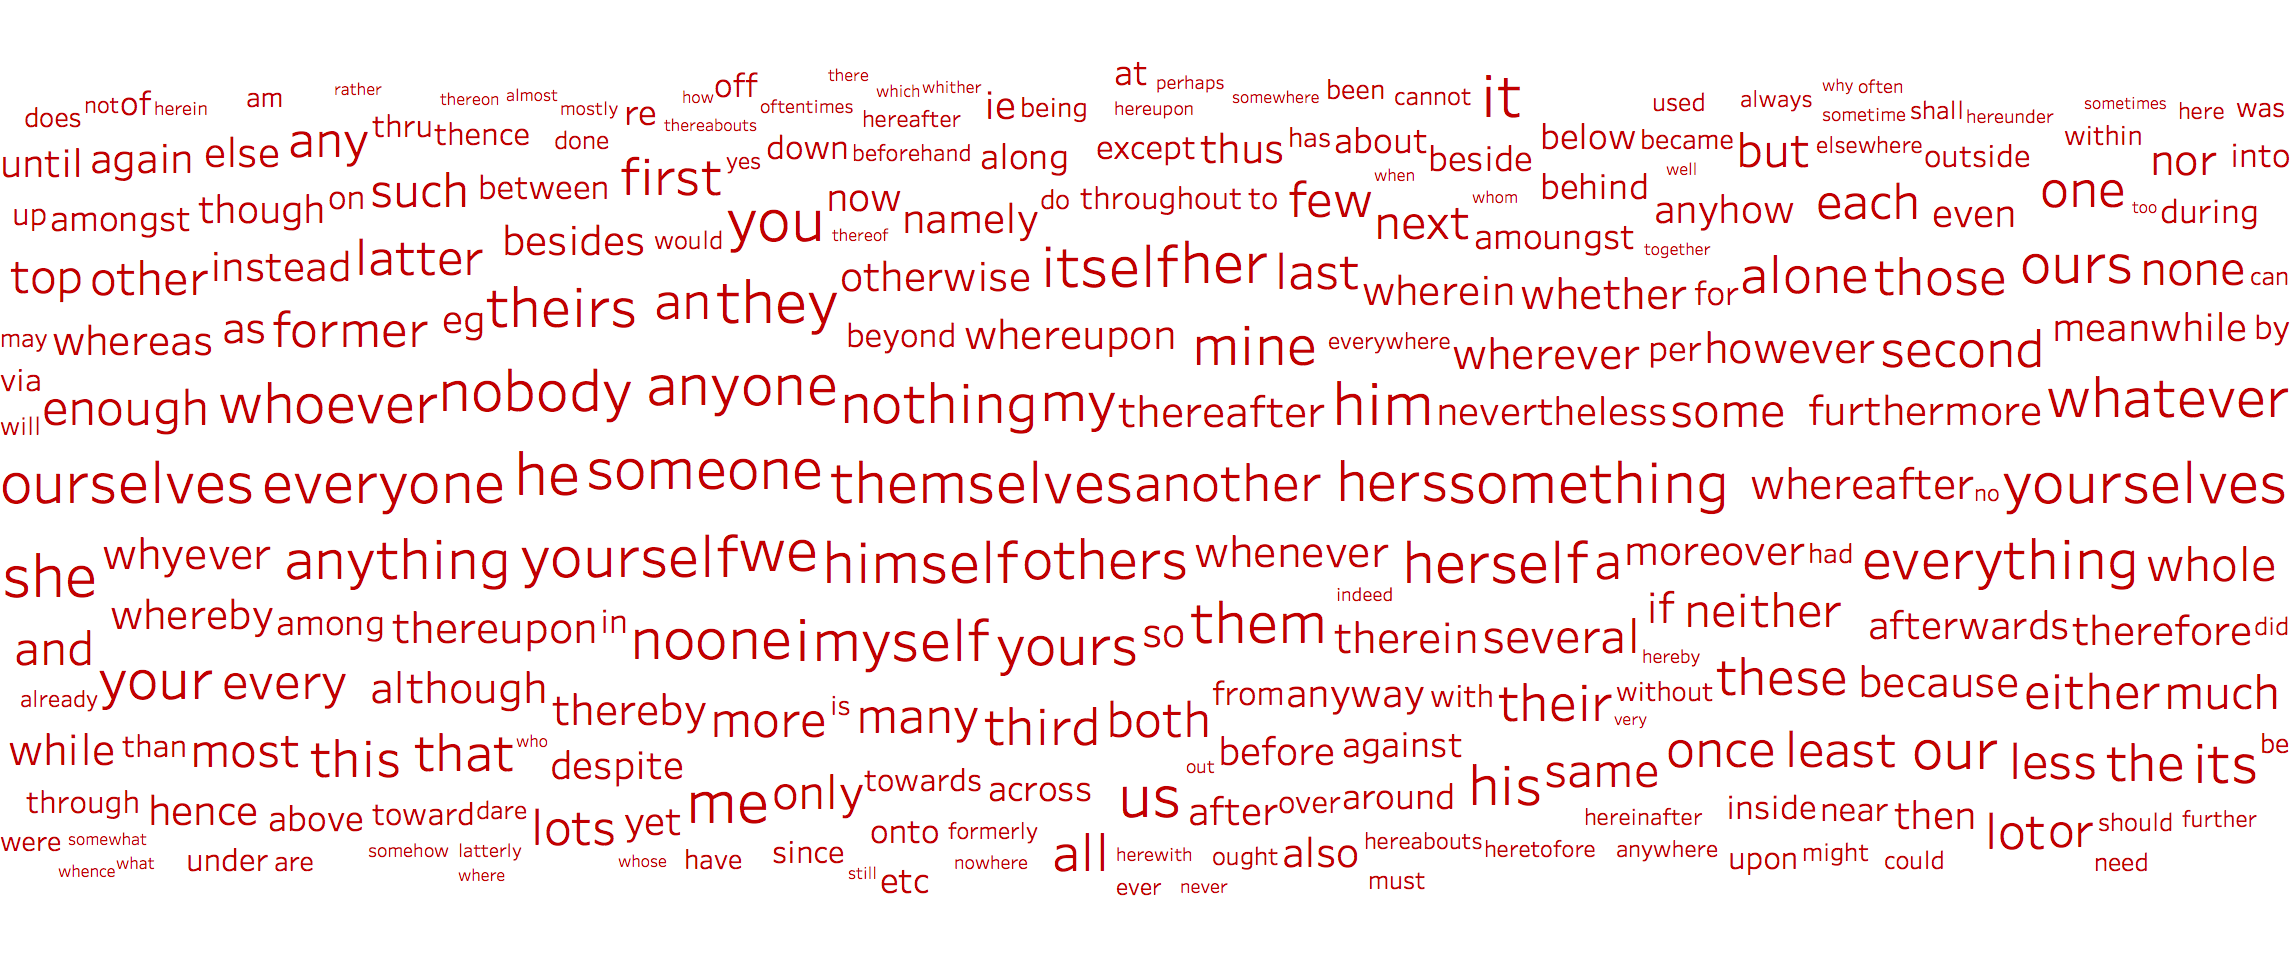 does not of herein am rather thereon almost mostly re how off there oftentimes which whither ie being at perhaps hereupon somewhere been cannot it used always why often sometime shall hereunder sometimes here was
until again else any thru thence done thereabouts hereafter first yes down beforehand along except thus has about beside below became but elsewhere outside within nor into
up amongst though on such between you now thereof namely do throughout to few when next whom behind well anyhow each even one too during
top other instead latter besides would otherwise itself her last amoungst together alone those ours none can
may whereas as former eg theirs an they beyond whereupon mine everywhere wherein whether for wherever per however second meanwhile by
via
will enough whoever nobody anyone nothing my thereafter him nevertheless some furthermore whatever
ourselves everyone he someone themselves another hers something whereafter no yourselves
she whyever anything yourself we himself others whenever herself a moreover had everything whole
and whereby among thereupon in noone i myself yours so them indeed therein several if neither afterwards therefore did
already your every although thereby more is many third both from anyway with their without very hereby these because either much
while than most this that who despite me only towards across us out before against his same once least our less the its be
through hence above toward dare lots yet onto formerly after over around hereinafter inside near then lot or should further
were somewhat whence what under are somehow latterly where whose have since still etc nowhere all herewith ever ought never also hereabouts must heretofore anywhere upon might could need